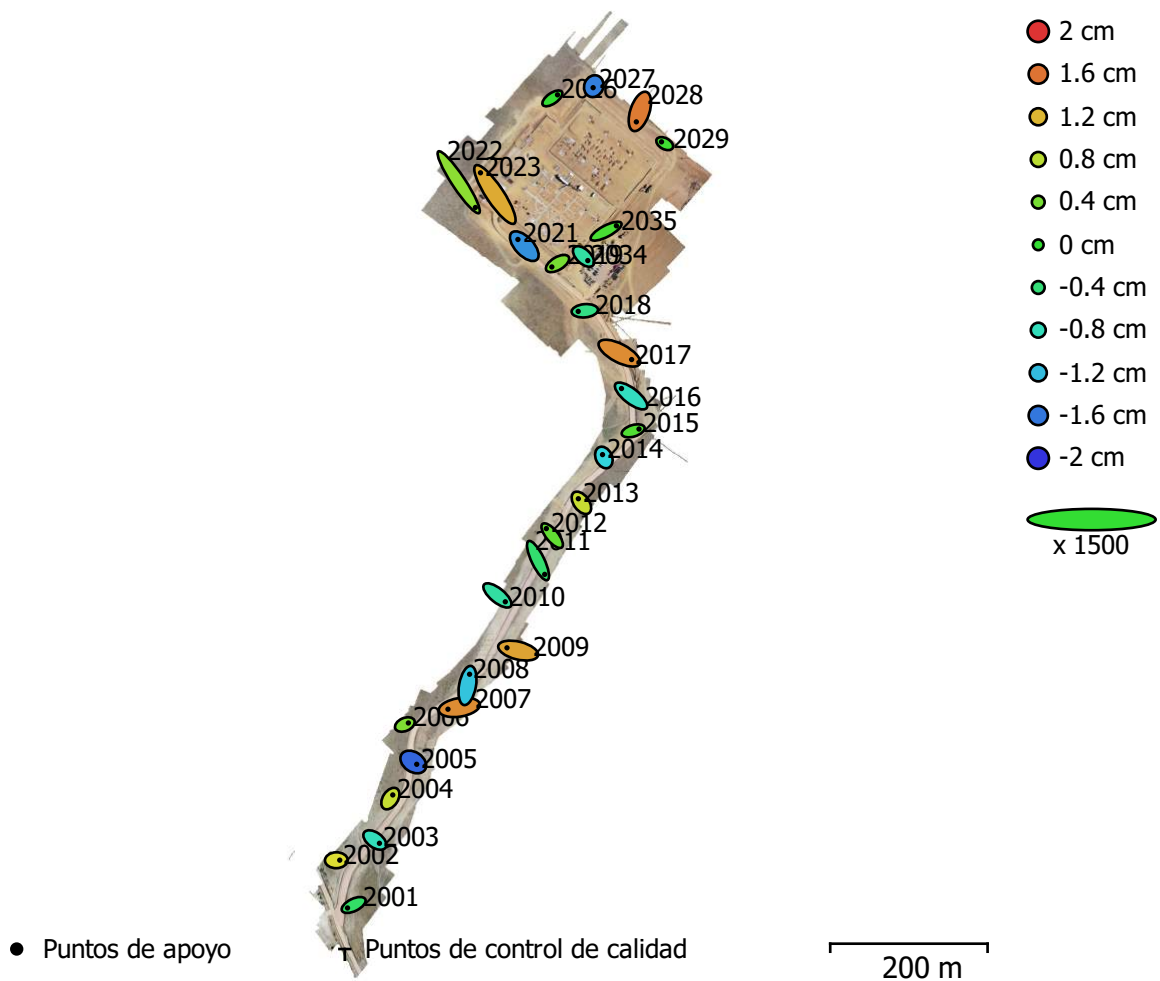 2 cm
1.6 cm
1.2 cm
0.8 cm
0.4 cm
0 cm
-0.4 cm
-0.8 cm
-1.2 cm
-1.6 cm
-2 cm
x 1500
2027
2026
2028
2029
2022
2023
2035
2021
2019
2034
2018
2017
2016
2015
2014
2013
2012
2011
2010
2009
2008
2007
2006
2005
2004
2003
2002
2001
Puntos de apoyo
Puntos de control de calidad
200 m